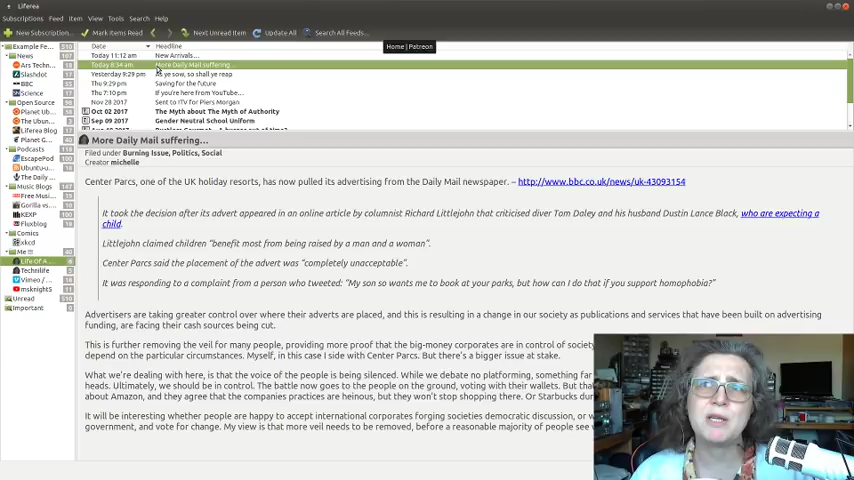 Liferea
Subscriptions Feed Item View Tools Search Help
New Subscription... Mark Items Read Next Unread Item Update All Search All Feeds...
Home | Patreon
Example Fe... 510
News 107
Ars Techn...
Slashdot
BBC
Science
Open Source
Planet Ub...
The Ubun...
Liferea Blog
Planet G...
Podcasts
EscapePod
Ubuntu-u...
The Daily ...
Music Blogs 147
Free Musi...
Gorilla vs...
KEXP
Fluxblog
Comics
xkcd
Me !!!
Life Of A...
Technilife
Vimeo / ...
msknight5
Unread 510
Important
Date Headline
Today 11:12 am New Arrivals...
Today 8:34 am More Daily Mail suffering...
Yesterday 9:29 pm As ye sow, so shall ye reap
Thu 9:29 pm Saving for the future
Thu 7:10 pm If you're here from YouTube...
Nov 28 2017 Sent to ITV for Piers Morgan
Oct 02 2017 The Myth about The Myth of Authority
Sep 09 2017 Gender Neutral School Uniform
More Daily Mail suffering...
Filed under Burning Issue, Politics, Social
Creator michelle
Center Parcs, one of the UK holiday resorts, has now pulled its advertising from the Daily Mail newspaper. – http://www.bbc.co.uk/news/uk-43093154
It took the decision after its advert appeared in an online article by columnist Richard Littlejohn that criticised diver Tom Daley and his husband Dustin Lance Black, who are expecting a
child.
Littlejohn claimed children “benefit most from being raised by a man and a woman”.
Center Parcs said the placement of the advert was “completely unacceptable”.
It was responding to a complaint from a person who tweeted: “My son so wants me to book at your parks, but how can I do that if you support homophobia?”
Advertisers are taking greater control over where their adverts are placed, and this is resulting in a change in our society as publications and services that have been built on advertising
funding, are facing their cash sources being cut.
This is further removing the veil for many people, providing more proof that the big-money corporates are in control of society
depend on the particular circumstances. Myself, in this case I side with Center Parcs. But there's a bigger issue at stake.
What we're dealing with here, is that the voice of the people is being silenced. While we debate no platforming, something far
heads. Ultimately, we should be in control. The battle now goes to the people on the ground, voting with their wallets. But
about Amazon, and they agree that the companies practices are heinous, but they won't stop shopping there. Or Starbucks
It will be interesting whether people are happy to accept international corporates forging societies democratic discussion, or
government, and vote for change. My view is that more veil needs to be removed, before a reasonable majority of people see